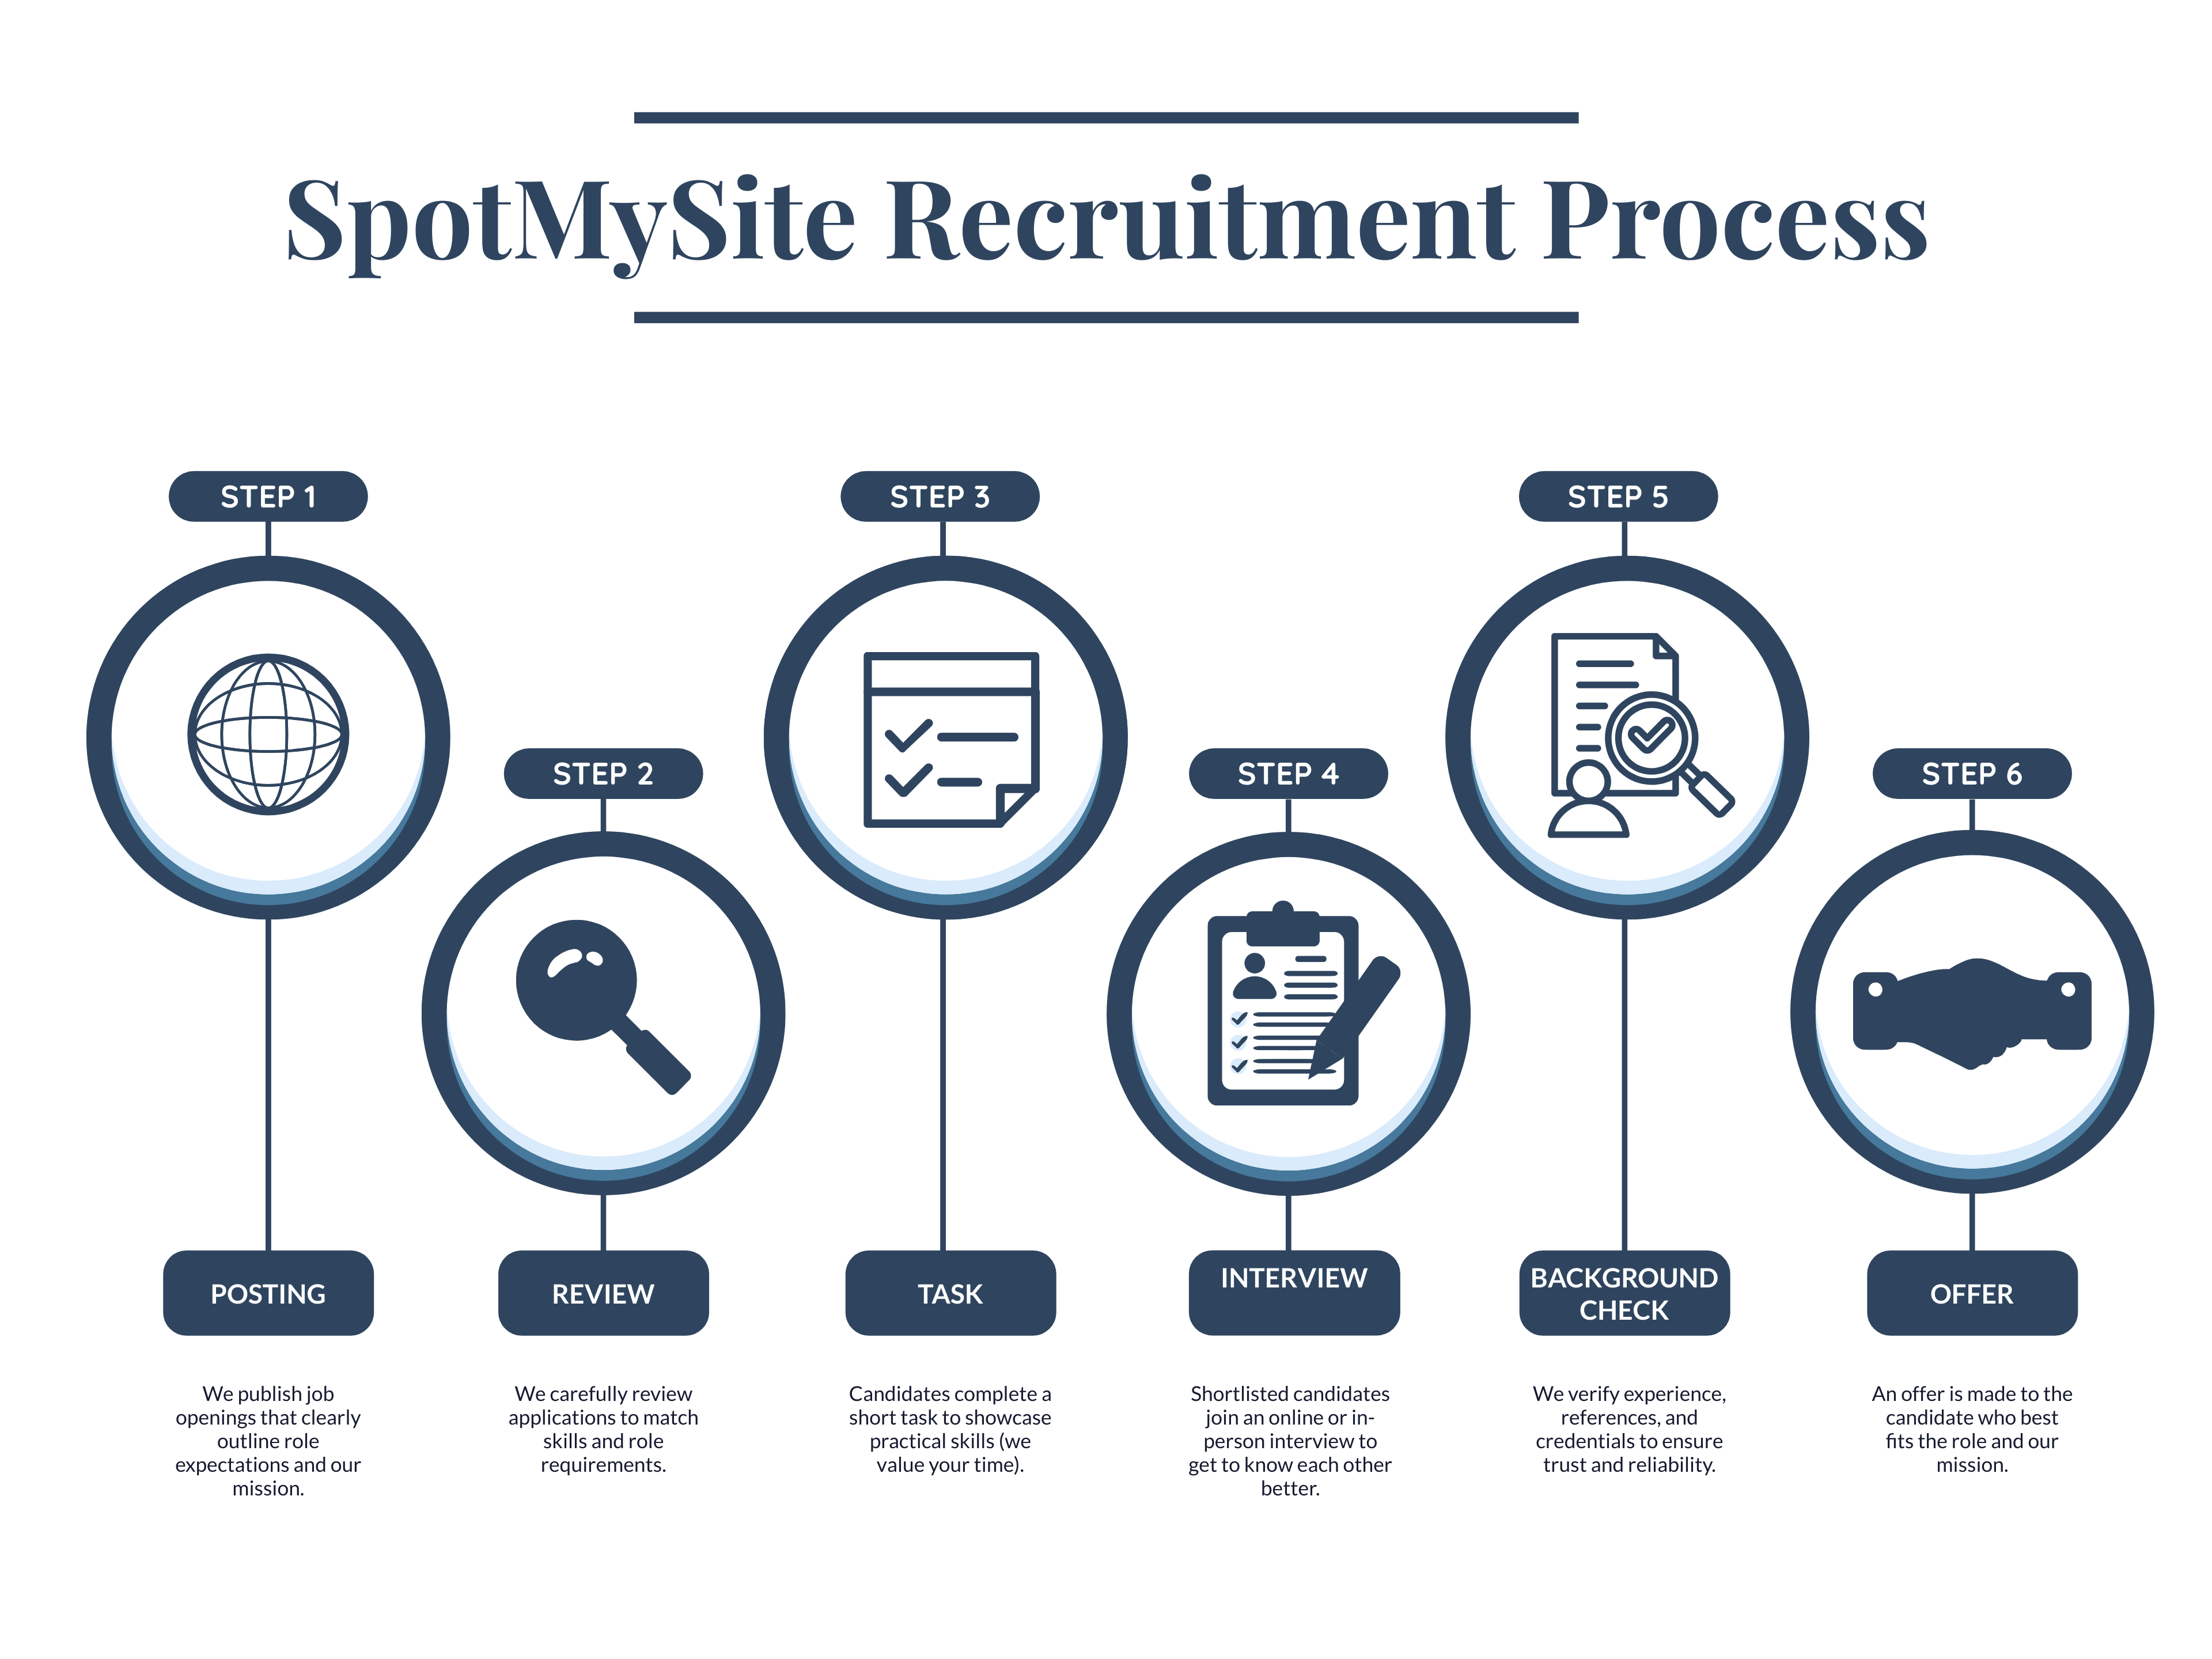 SpotMySite Recruitment Process
STEP 1
POSTING
We publish job
openings that clearly
outline role
expectations and our
mission.
STEP 2
REVIEW
We carefully review
applications to match
skills and role
requirements.
STEP 3
TASK
Candidates complete a
short task to showcase
practical skills (we
value your time).
STEP 4
INTERVIEW
Shortlisted candidates
join an online or in-
person interview to
get to know each other
better.
STEP 5
BACKGROUND
CHECK
We verify experience,
references, and
credentials to ensure
trust and reliability.
STEP 6
OFFER
An offer is made to the
candidate who best
fits the role and our
mission.